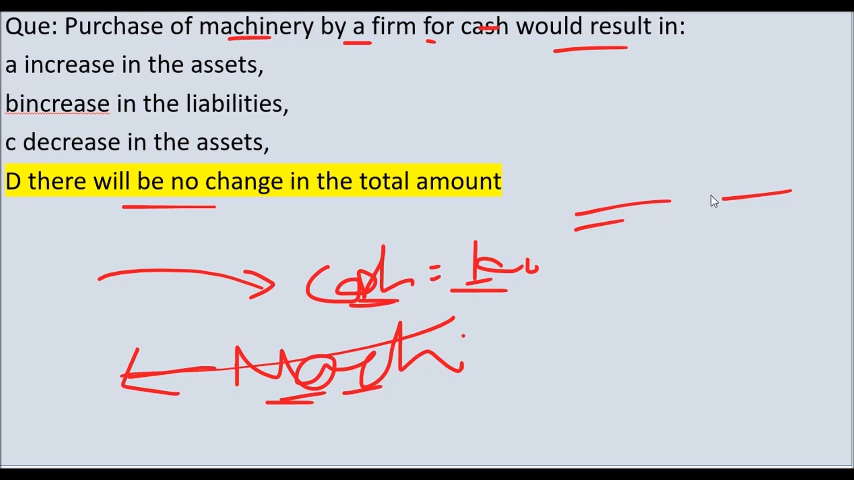 Que: Purchase of machinery by a firm for cash would result in:
a increase in the assets,
bincrease in the liabilities,
c decrease in the assets,
D there will be no change in the total amount
Cash =
Machi